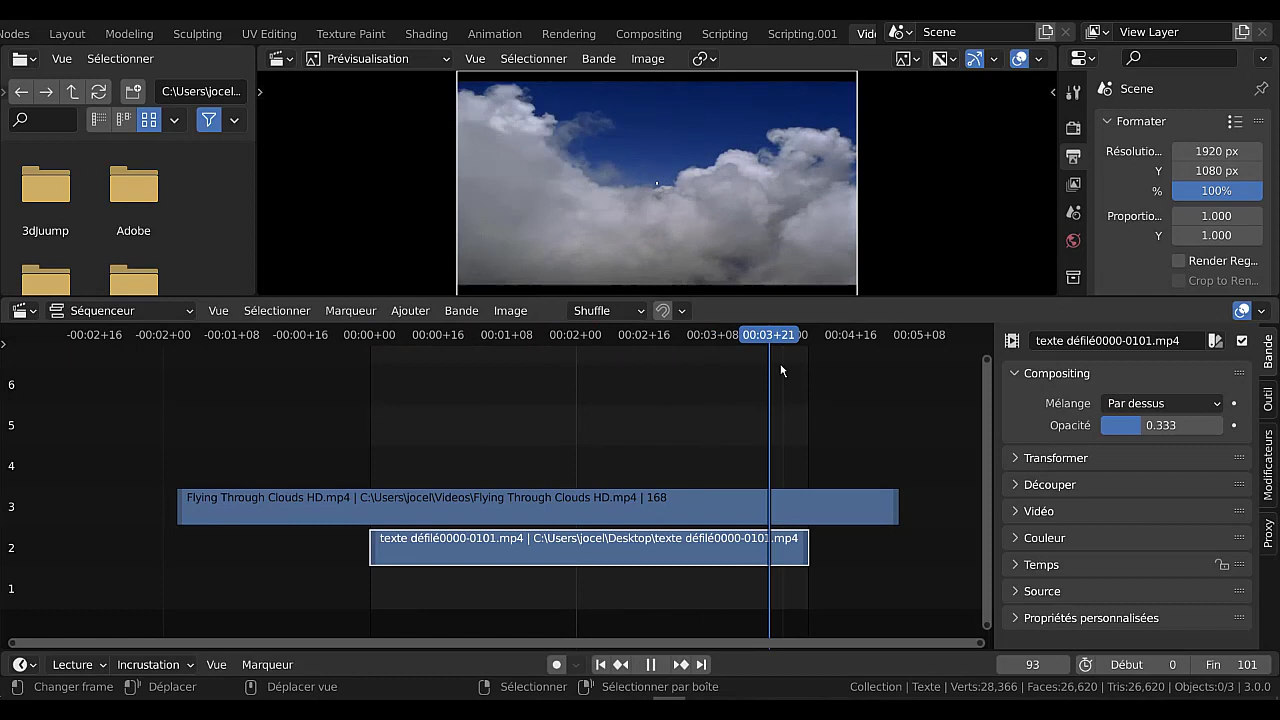 Nodes Layout Modeling Sculpting UV Editing Texture Paint Shading Animation Rendering Compositing Scripting Scripting.001 Vidé Scene View Layer
Vue Sélectionner Prévisualisation Vue Sélectionner Bande Image
C:\Users\jocel... Scene
Formater
Résolutio... 1920 px
Y 1080 px
% 100%
Proportio... 1.000
Y 1.000
Render Reg...
Crop to Ren...
3djuump Adobe
Séquenceur Vue Sélectionner Marqueur Ajouter Bande Image Shuffle
-00:02+16 -00:02+00 -00:01+08 -00:00+16 00:00+00 00:00+16 00:01+08 00:02+00 00:02+16 00:03+08 00:03+21 00:04+16 00:05+08
6
5
4
3
2
1
Flying Through Clouds HD.mp4 | C:\Users\jocel\Videos\Flying Through Clouds HD.mp4 | 168
texte défilé0000-0101.mp4 | C:\Users\jocel\Desktop\texte défilé0000-0101.mp4
texte défilé0000-0101.mp4
Compositing
Mélange Par dessus
Opacité 0.333
Transformer
Découper
Vidéo
Couleur
Temps
Source
Propriétés personnalisées
Bande
Outil
Modificateurs
Proxy
Lecture Incrustation Vue Marqueur 93 Début 0 Fin 101
Changer frame Déplacer Déplacer vue Sélectionner Sélectionner par boîte Collection | Texte | Verts:28,366 | Faces:26,620 | Tris:26,620 | Objects:0/3 | 3.0.0